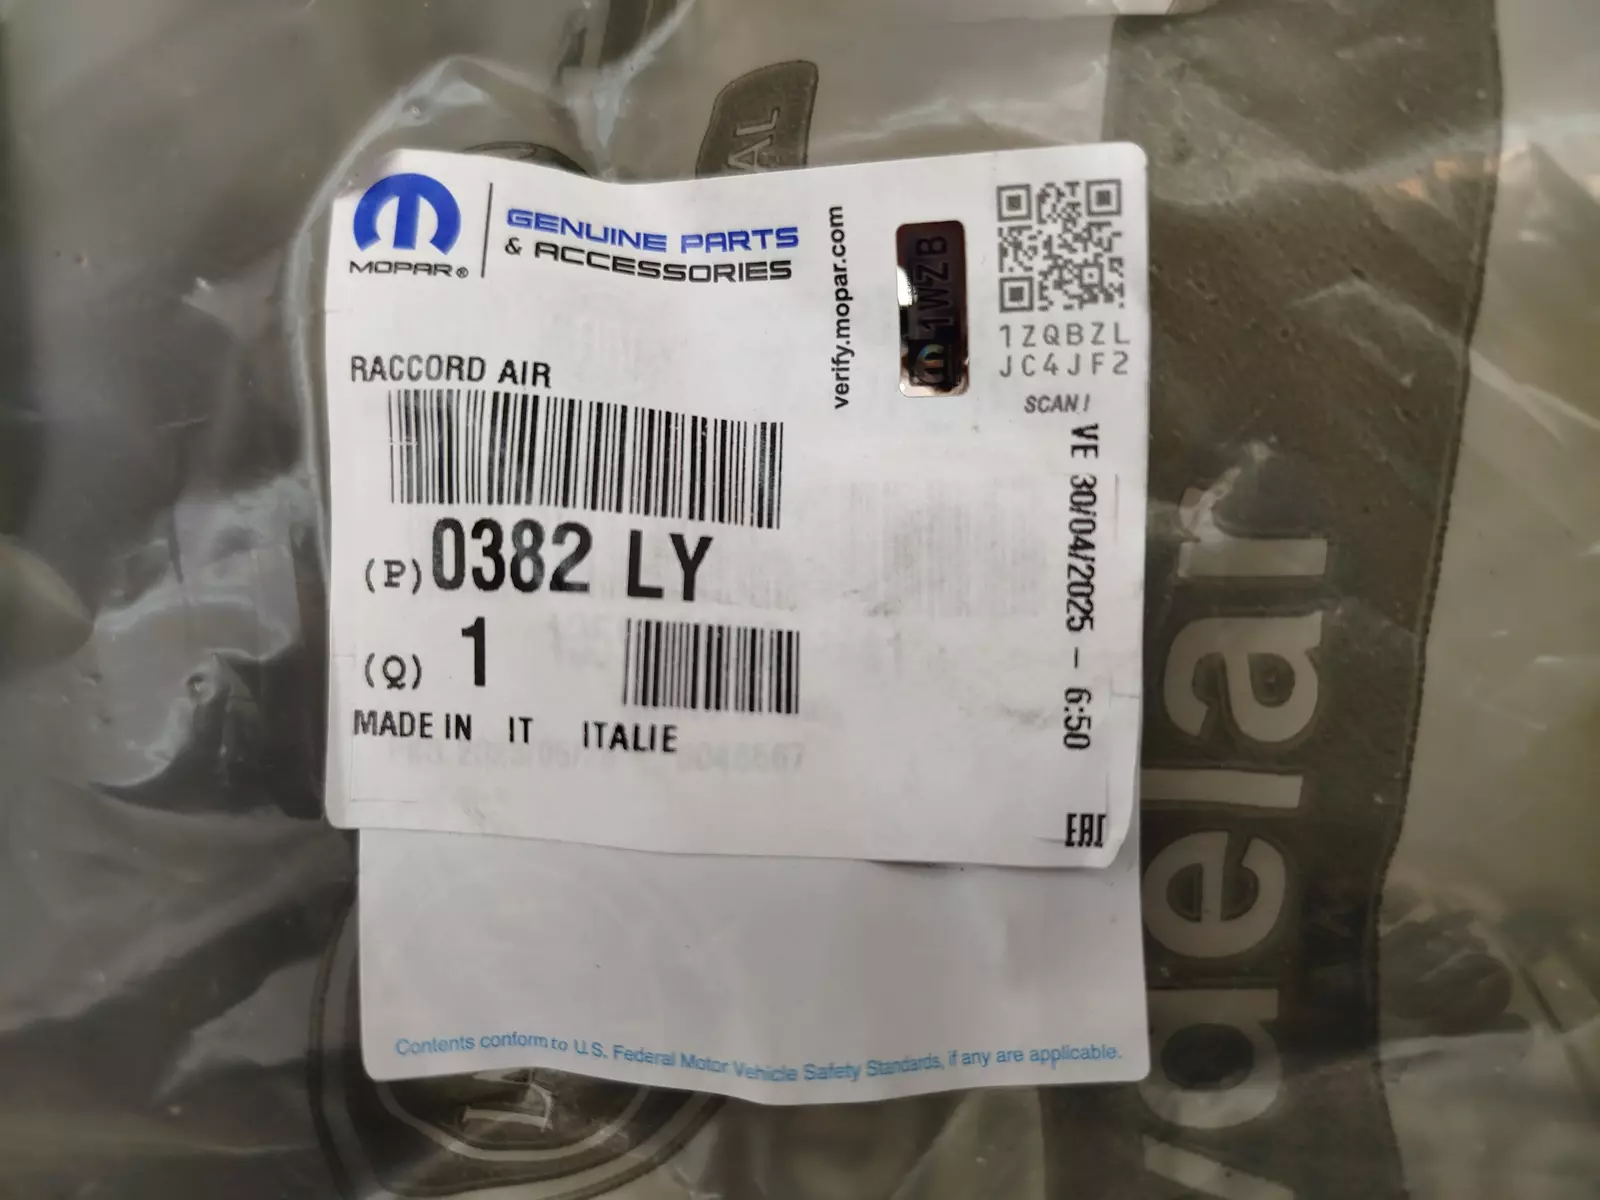 MOPAR®
GENUINE PARTS
& ACCESSORIES
verify.mopar.com
1WZB
1ZQBZL
JC4JF2
SCAN!
RACCORD AIR
(P) 0382 LY
(Q) 1
MADE IN IT ITALIE
VE 30/04/2025 - 6:50
EAC
Contents conform to U.S. Federal Motor Vehicle Safety Standards, if any are applicable.